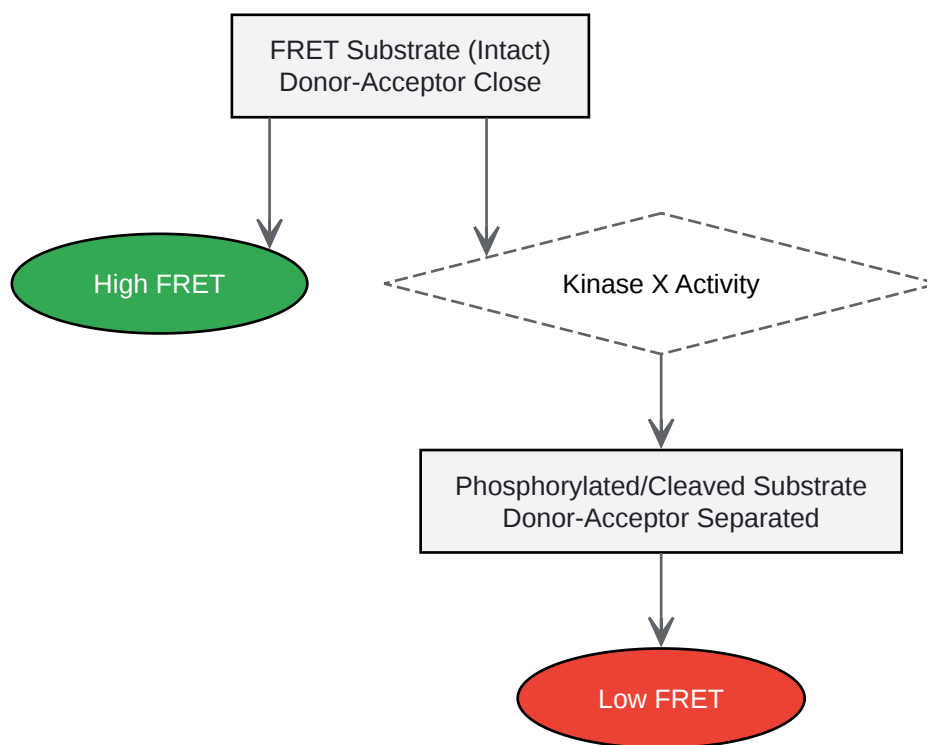 FRET Substrate (Intact)
Donor-Acceptor Close
High FRET
Kinase X Activity
Phosphorylated/Cleaved Substrate
Donor-Acceptor Separated
Low FRET